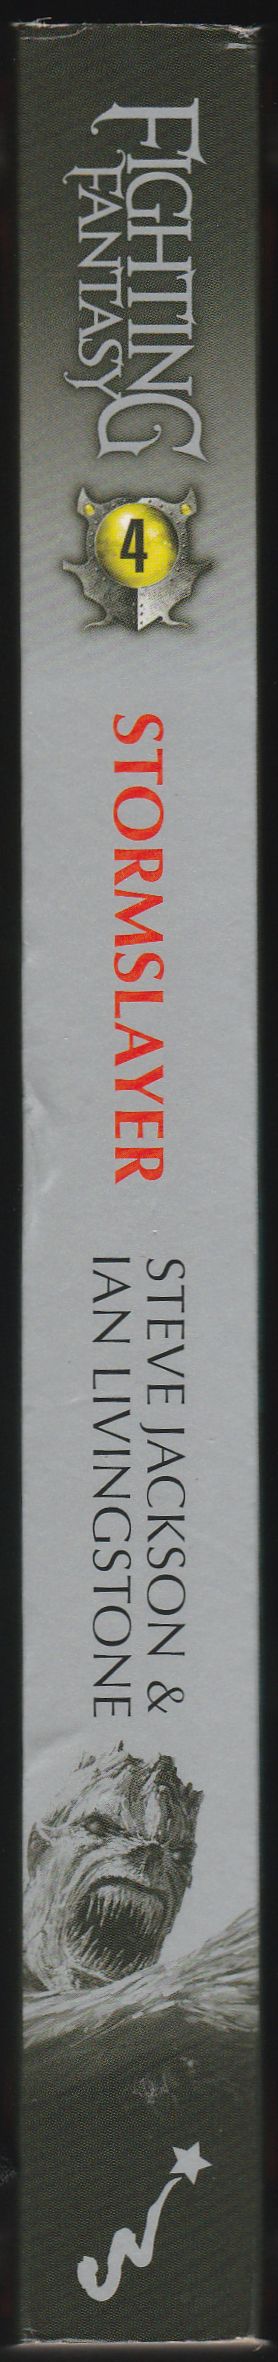 FIGHTING
FANTASY
4
STORMSLAYER
STEVE JACKSON &
IAN LIVINGSTONE